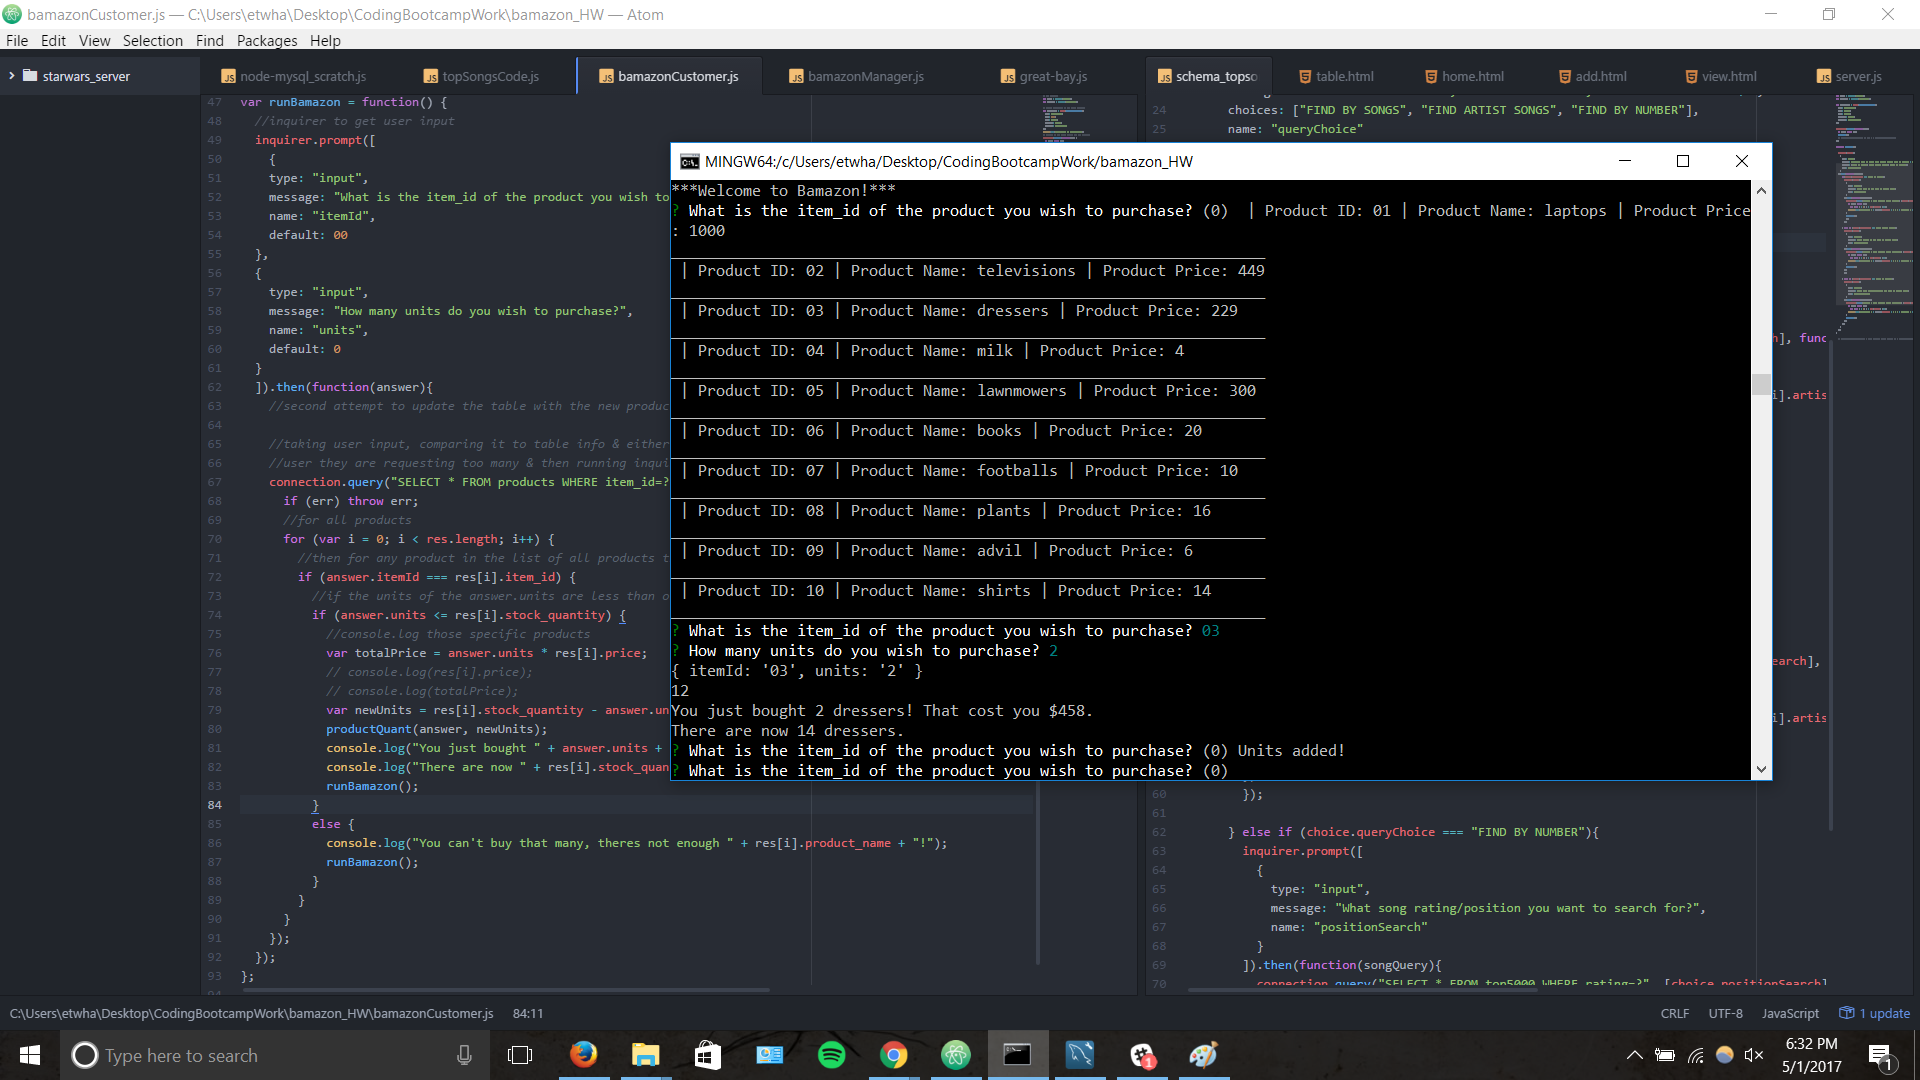 bamazonCustomer.js — C:\Users\etwha\Desktop\CodingBootcampWork\bamazon_HW — Atom
File Edit View Selection Find Packages Help
starwars_server
node-mysql_scratch.js
topSongsCode.js
bamazonCustomer.js
bamazonManager.js
great-bay.js
schema_topso
table.html
home.html
add.html
view.html
server.js
47 var runBamazon = function() {
48 //inquirer to get user input
49 inquirer.prompt([
50 {
51 type: "input",
52 message: "What is the item_id of the product you wish to
53 name: "itemId",
54 default: 00
55 },
56 {
57 type: "input",
58 message: "How many units do you wish to purchase?",
59 name: "units",
60 default: 0
61 }
62 ]).then(function(answer){
63 //second attempt to update the table with the new produc
64
65 //taking user input, comparing it to table info & either
66 //user they are requesting too many & then running inqui
67 connection.query("SELECT * FROM products WHERE item_id=?
68 if (err) throw err;
69 //for all products
70 for (var i = 0; i < res.length; i++) {
71 //then for any product in the list of all products t
72 if (answer.itemId === res[i].item_id) {
73 //if the units of the answer.units are less than o
74 if (answer.units <= res[i].stock_quantity) {
75 //console.log those specific products
76 var totalPrice = answer.units * res[i].price;
77 // console.log(res[i].price);
78 // console.log(totalPrice);
79 var newUnits = res[i].stock_quantity - answer.un
80 productQuant(answer, newUnits);
81 console.log("You just bought " + answer.units +
82 console.log("There are now " + res[i].stock_quan
83 runBamazon();
84 }
85 else {
86 console.log("You can't buy that many, theres not enough " + res[i].product_name + "!");
87 runBamazon();
88 }
89 }
90 }
91 });
92 });
93 };
24 choices: ["FIND BY SONGS", "FIND ARTIST SONGS", "FIND BY NUMBER"],
25 name: "queryChoice"
MINGW64:/c/Users/etwha/Desktop/CodingBootcampWork/bamazon_HW
***Welcome to Bamazon!***
? What is the item_id of the product you wish to purchase? (0) | Product ID: 01 | Product Name: laptops | Product Price
: 1000
| Product ID: 02 | Product Name: televisions | Product Price: 449
| Product ID: 03 | Product Name: dressers | Product Price: 229
| Product ID: 04 | Product Name: milk | Product Price: 4
| Product ID: 05 | Product Name: lawnmowers | Product Price: 300
| Product ID: 06 | Product Name: books | Product Price: 20
| Product ID: 07 | Product Name: footballs | Product Price: 10
| Product ID: 08 | Product Name: plants | Product Price: 16
| Product ID: 09 | Product Name: advil | Product Price: 6
| Product ID: 10 | Product Name: shirts | Product Price: 14
? What is the item_id of the product you wish to purchase? 03
? How many units do you wish to purchase? 2
{ itemId: '03', units: '2' }
12
You just bought 2 dressers! That cost you $458.
There are now 14 dressers.
? What is the item_id of the product you wish to purchase? (0) Units added!
? What is the item_id of the product you wish to purchase? (0)
h], func
i].artis
earch],
i].artis
60 });
61
62 } else if (choice.queryChoice === "FIND BY NUMBER"){
63 inquirer.prompt([
64 {
65 type: "input",
66 message: "What song rating/position you want to search for?",
67 name: "positionSearch"
68 }
69 ]).then(function(songQuery){
70 connection.query("SELECT * FROM top5000 WHERE rating=?", [choice.positionSearch]
C:\Users\etwha\Desktop\CodingBootcampWork\bamazon_HW\bamazonCustomer.js 84:11
CRLF UTF-8 JavaScript 1 update
Type here to search
6:32 PM
5/1/2017
1
1